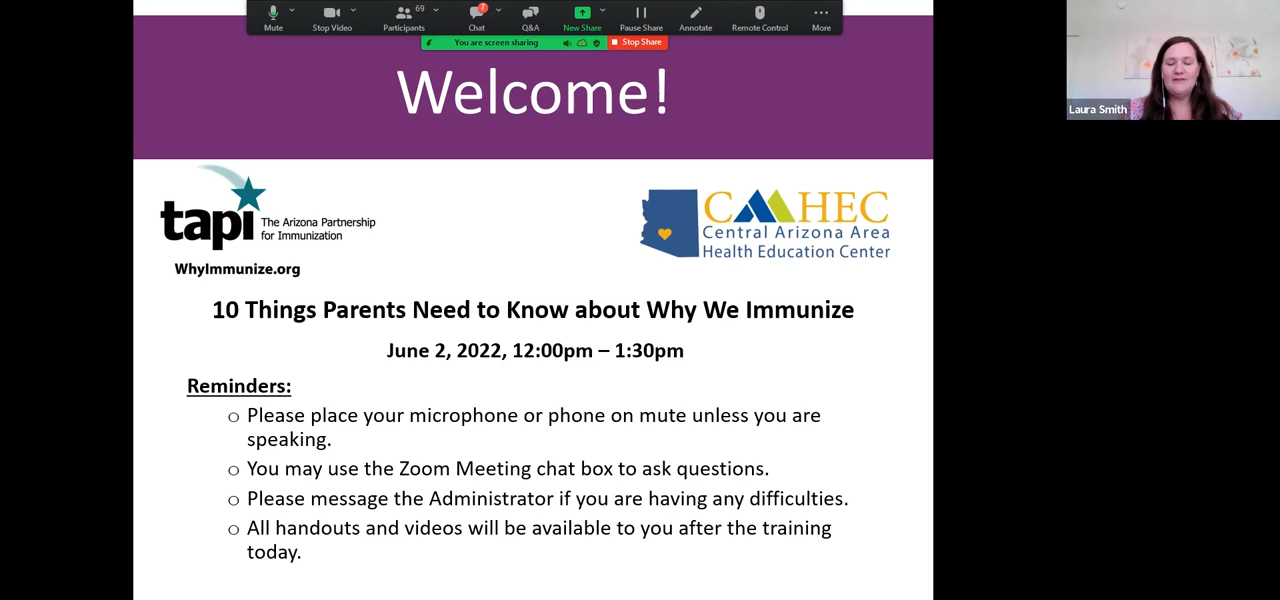 69
7
Mute
Stop Video
Participants
Chat
Q&A
New Share
Pause Share
Annotate
Remote Control
More
You are screen sharing
Stop Share
Laura Smith
Welcome!
tapi
The Arizona Partnership
for Immunization
WhyImmunize.org
CAAHEC
Central Arizona Area
Health Education Center
10 Things Parents Need to Know about Why We Immunize
June 2, 2022, 12:00pm – 1:30pm
Reminders:
o Please place your microphone or phone on mute unless you are
speaking.
o You may use the Zoom Meeting chat box to ask questions.
o Please message the Administrator if you are having any difficulties.
o All handouts and videos will be available to you after the training
today.